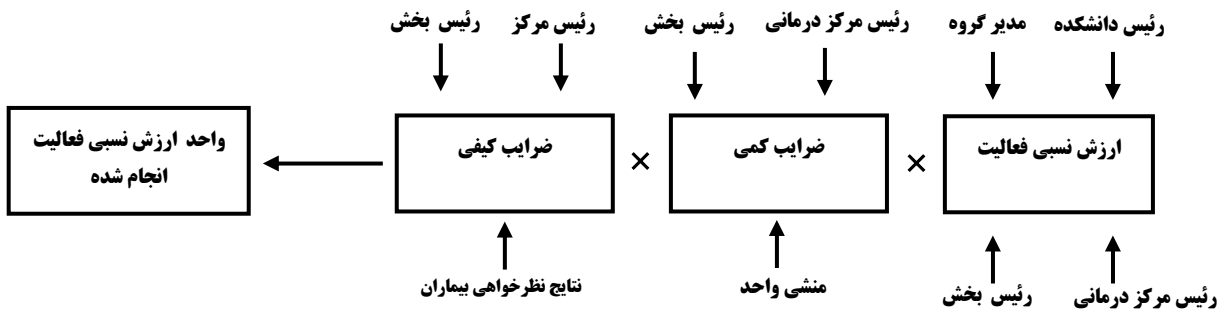 رئیس دانشکده
مدیر گروه
رئیس مرکز درمانی
رئیس بخش
رئیس مرکز
رئیس بخش
ارزش نسبی فعالیت
×
ضرایب کمی
×
ضرایب کیفی
واحد ارزش نسبی فعالیت
انجام شده
رئیس مرکز درمانی
رئیس بخش
منشی واحد
نتایج نظرخواهی بیماران